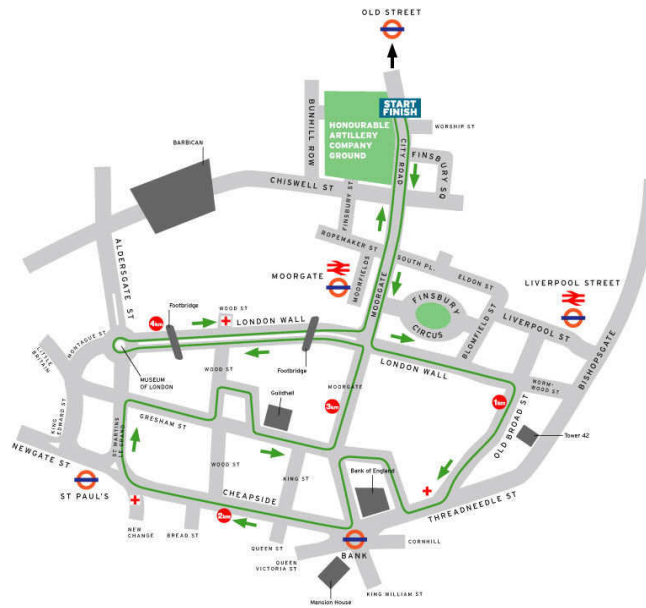 OLD STREET
START
FINISH
BUNHILL ROW
HONOURABLE
ARTILLERY
COMPANY
GROUND
CITY ROAD
WORSHIP ST
FINSBURY
SQ
BARBICAN
CHISWELL ST
FINSBURY ST
ROPEMAKER ST
SOUTH PL.
ELDON ST
ALDERSGATE ST
MOORGATE
MOORFIELDS
MOORGATE
LIVERPOOL STREET
FINSBURY
CIRCUS
BLOMFIELD ST
LIVERPOOL ST
BISHOPSGATE
Footbridge
WOOD ST
4km
LONDON WALL
MONTAGUE ST
LITTLE
BRITAIN
MUSEUM
OF LONDON
WOOD ST
Footbridge
MOORGATE
LONDON WALL
WORM-
WOOD ST
KING
EDWARD ST
Guildhall
3km
1km
OLD BROAD ST
GRESHAM ST
ST MARTINS
LE GRAND
Tower 42
NEWGATE ST
WOOD ST
KING ST
Bank of England
ST PAUL'S
CHEAPSIDE
THREADNEEDLE ST
2km
NEW
CHANGE
BREAD ST
QUEEN ST
QUEEN
VICTORIA ST
BANK
CORNHILL
KING WILLIAM ST
Mansion House